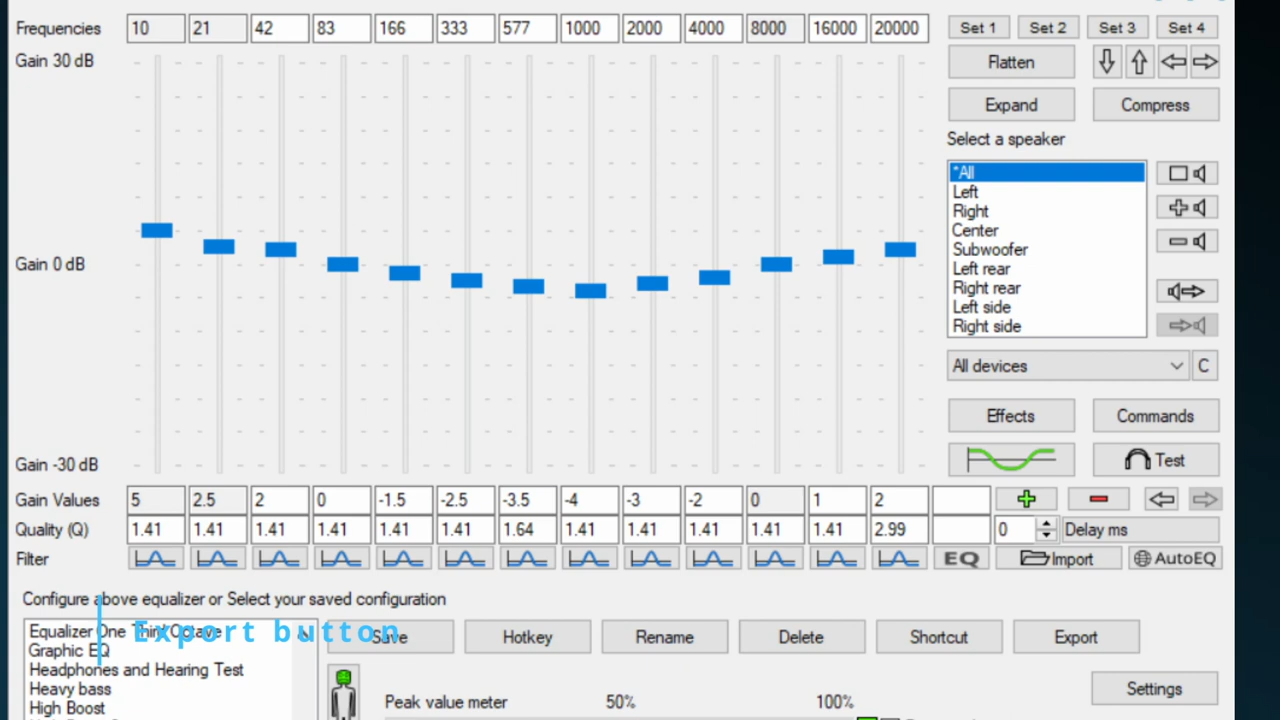 Frequencies 10 21 42 83 166 333 577 1000 2000 4000 8000 16000 20000 Set 1 Set 2 Set 3 Set 4
Gain 30 dB
Flatten
Expand Compress
Select a speaker
*All
Left
Right
Center
Subwoofer
Left rear
Right rear
Left side
Right side
Gain 0 dB
All devices C
Effects Commands
Test
Gain -30 dB
Gain Values 5 2.5 2 0 -1.5 -2.5 -3.5 -4 -3 -2 0 1 2
Quality (Q) 1.41 1.41 1.41 1.41 1.41 1.41 1.64 1.41 1.41 1.41 1.41 1.41 2.99 0 Delay ms
Filter EQ Import AutoEQ
Configure above equalizer or Select your saved configuration
Equalizer One Third Octave
Graphic EQ
Headphones and Hearing Test
Heavy bass
High Boost
Export button
Save Hotkey Rename Delete Shortcut Export
Settings
Peak value meter 50% 100%